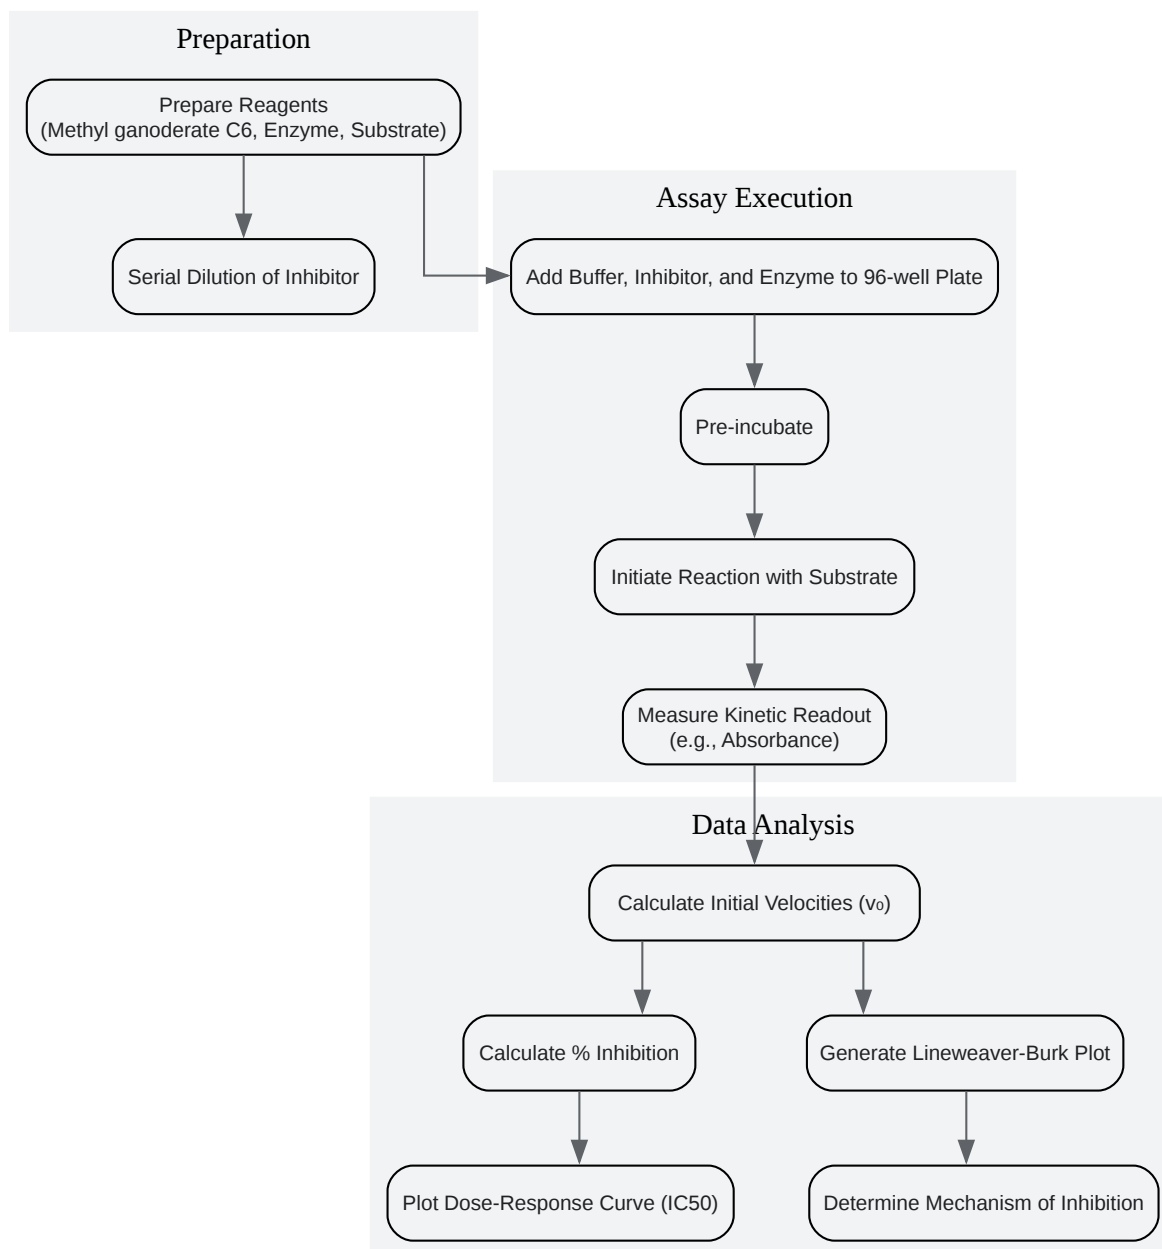 Preparation
Prepare Reagents
(Methyl ganoderate C6, Enzyme, Substrate)
Serial Dilution of Inhibitor
Assay Execution
Add Buffer, Inhibitor, and Enzyme to 96-well Plate
Pre-incubate
Initiate Reaction with Substrate
Measure Kinetic Readout
(e.g., Absorbance)
Data Analysis
Calculate Initial Velocities (v₀)
Calculate % Inhibition
Generate Lineweaver-Burk Plot
Plot Dose-Response Curve (IC50)
Determine Mechanism of Inhibition